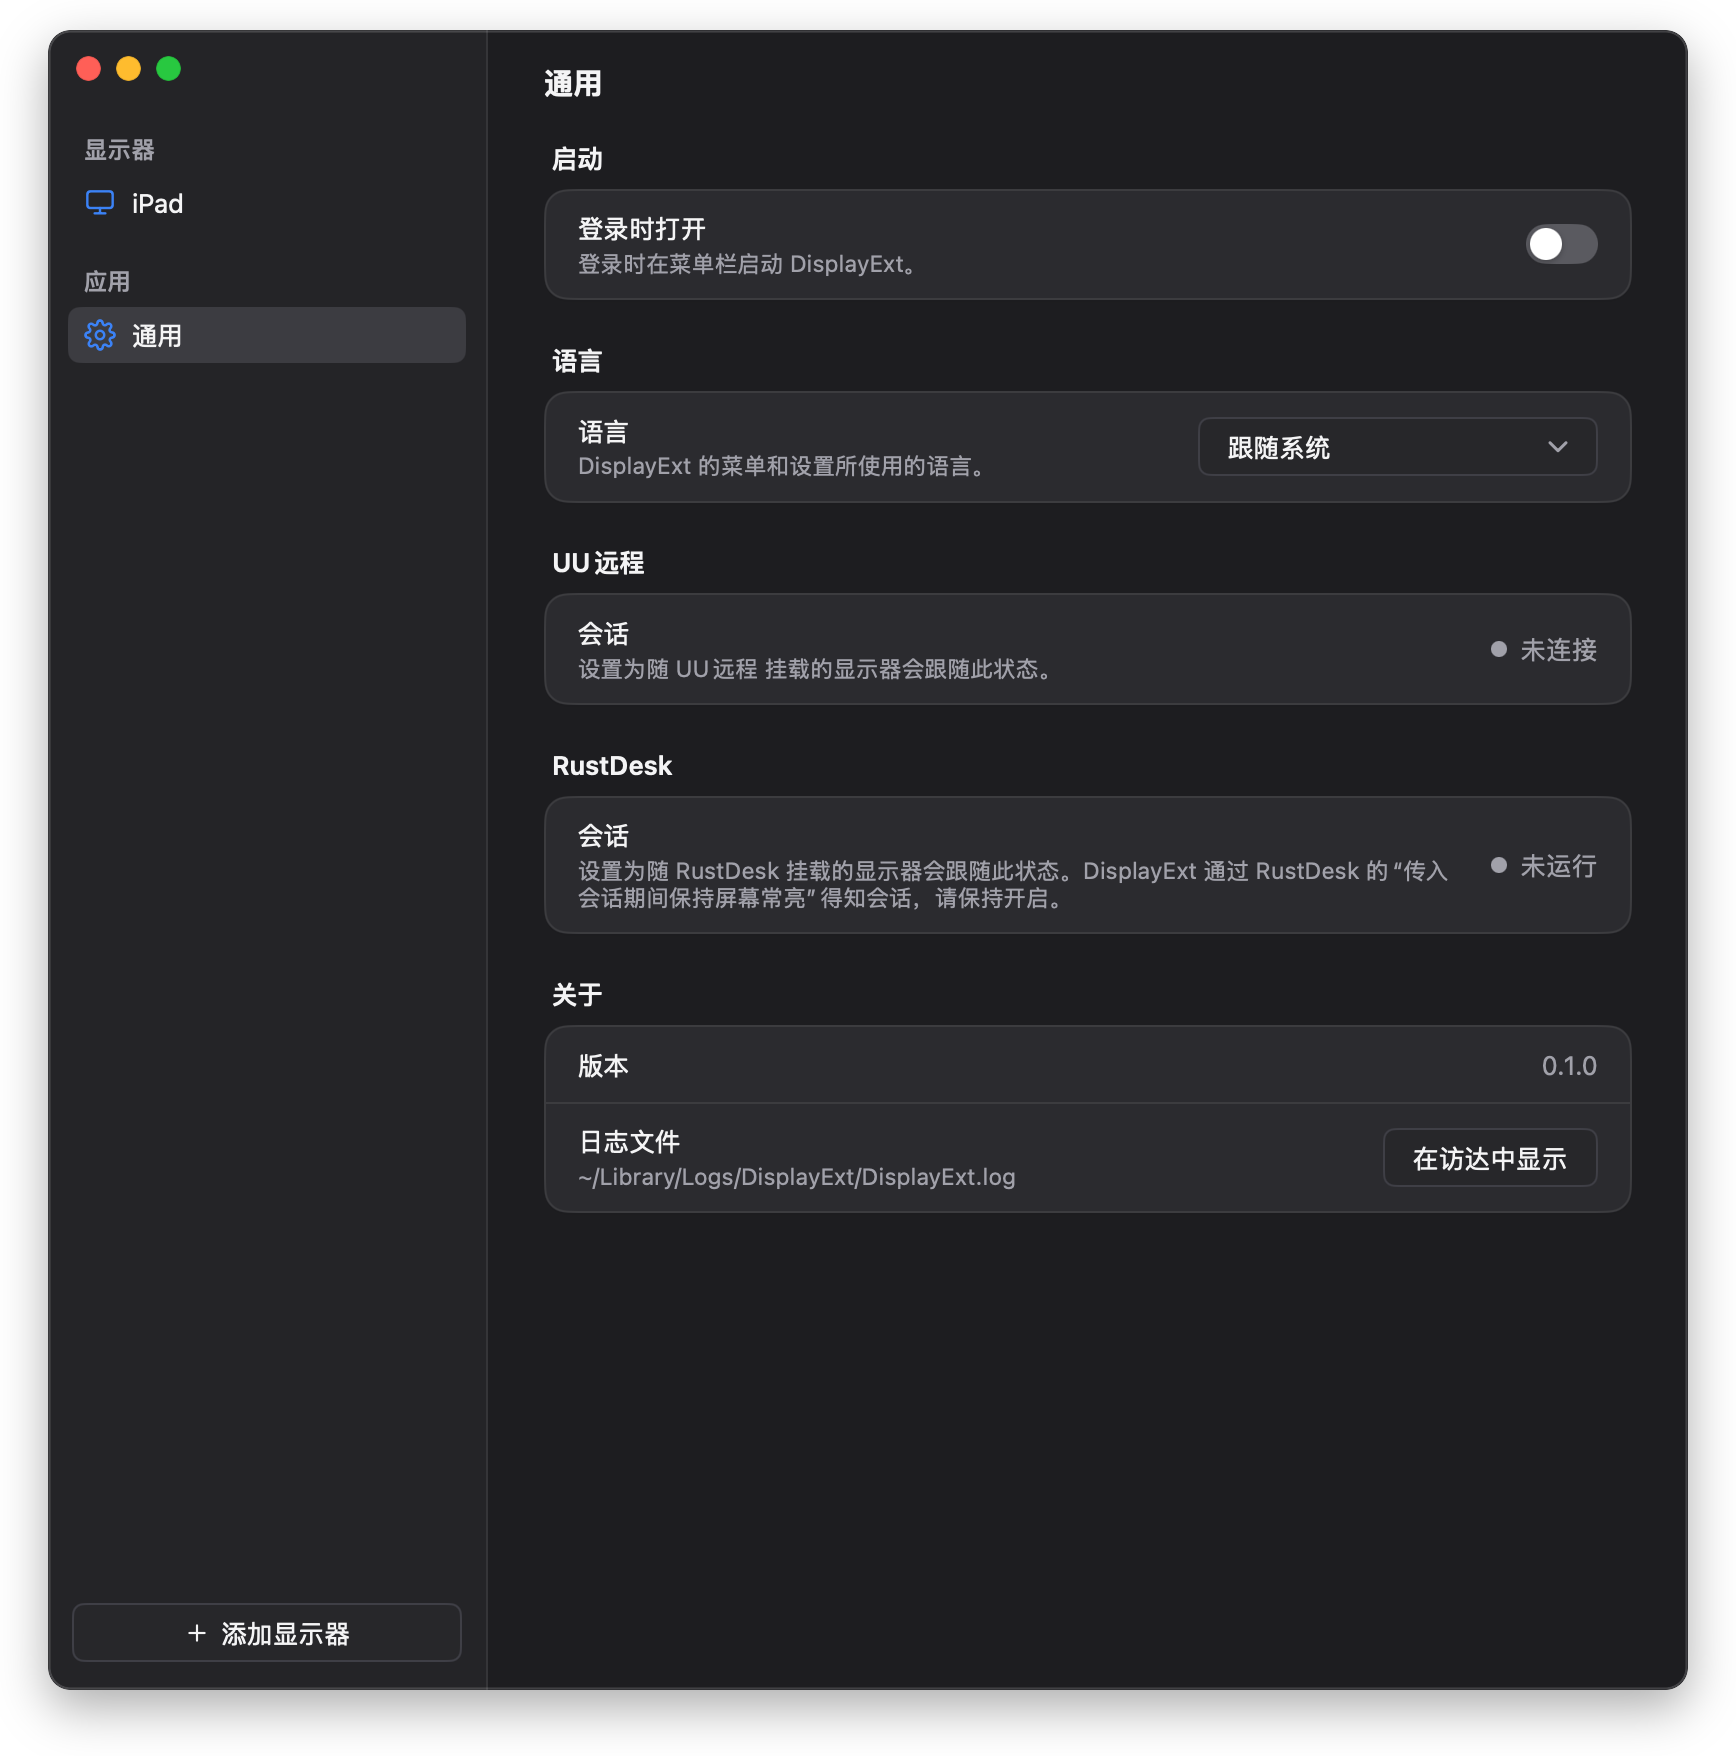 显示器
iPad
应用
通用
添加显示器
通用
启动
登录时打开
登录时在菜单栏启动 DisplayExt。
语言
语言
DisplayExt 的菜单和设置所使用的语言。
跟随系统
UU远程
会话
设置为随 UU远程 挂载的显示器会跟随此状态。
未连接
RustDesk
会话
设置为随 RustDesk 挂载的显示器会跟随此状态。DisplayExt 通过 RustDesk 的“传入
会话期间保持屏幕常亮”得知会话，请保持开启。
未运行
关于
版本
0.1.0
日志文件
~/Library/Logs/DisplayExt/DisplayExt.log
在访达中显示